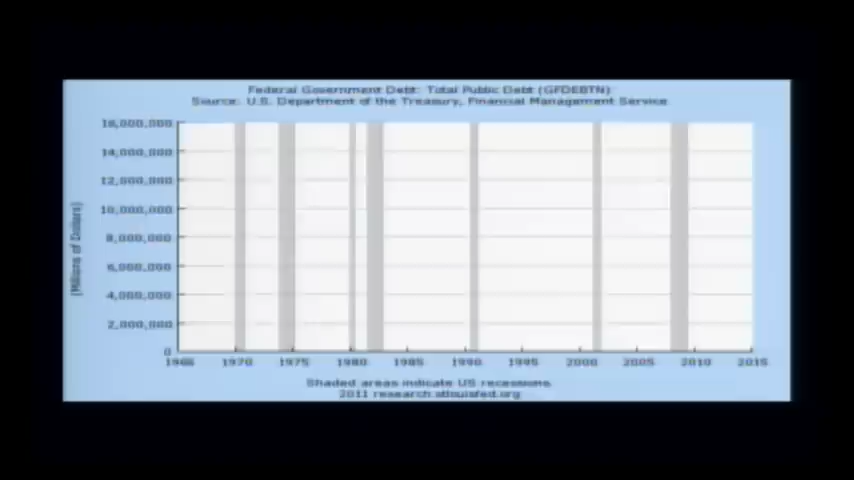 Federal Government Debt: Total Public Debt (GFDEBTN)
Source: U.S. Department of the Treasury, Financial Management Service
16,000,000
14,000,000
12,000,000
10,000,000
8,000,000
6,000,000
4,000,000
2,000,000
0
(Millions of Dollars)
1965 1970 1975 1980 1985 1990 1995 2000 2005 2010 2015
Shaded areas indicate US recessions.
2011 research.stlouisfed.org